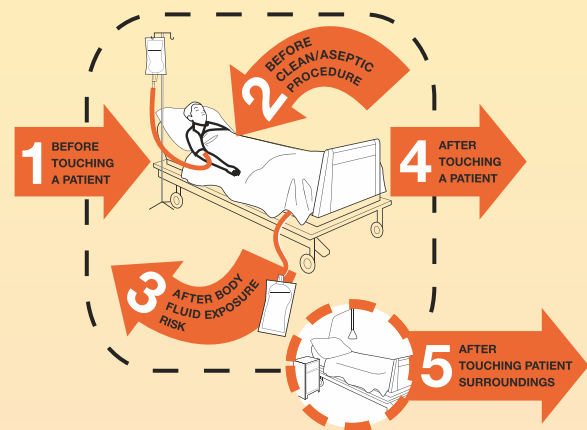 1
BEFORE
TOUCHING
A PATIENT
2
BEFORE
CLEAN/ASEPTIC
PROCEDURE
3
AFTER BODY
FLUID EXPOSURE
RISK
4
AFTER
TOUCHING
A PATIENT
5
AFTER
TOUCHING PATIENT
SURROUNDINGS